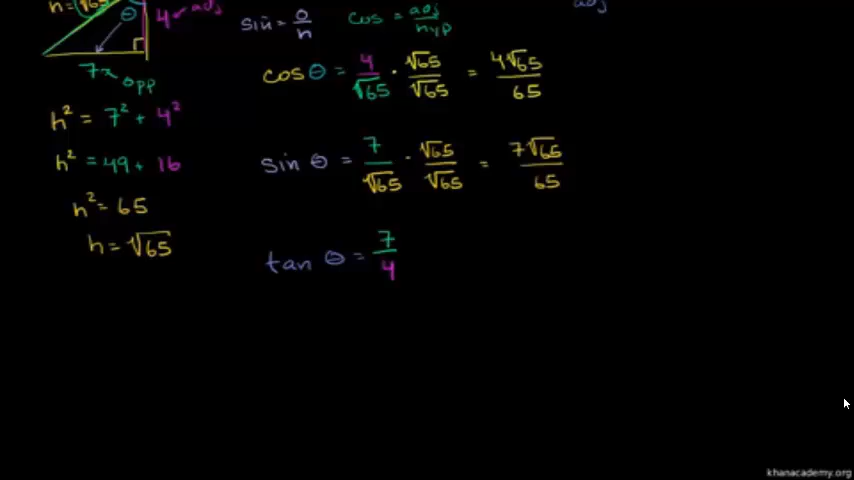 h=√65
θ
4 adj
sin = o/h
cos = adj/hyp
adj
7 opp
cos θ = 4/√65 · √65/√65 = 4√65/65
h² = 7² + 4²
sin θ = 7/√65 · √65/√65 = 7√65/65
h² = 49 + 16
h² = 65
h = √65
tan θ = 7/4
khanacademy.org